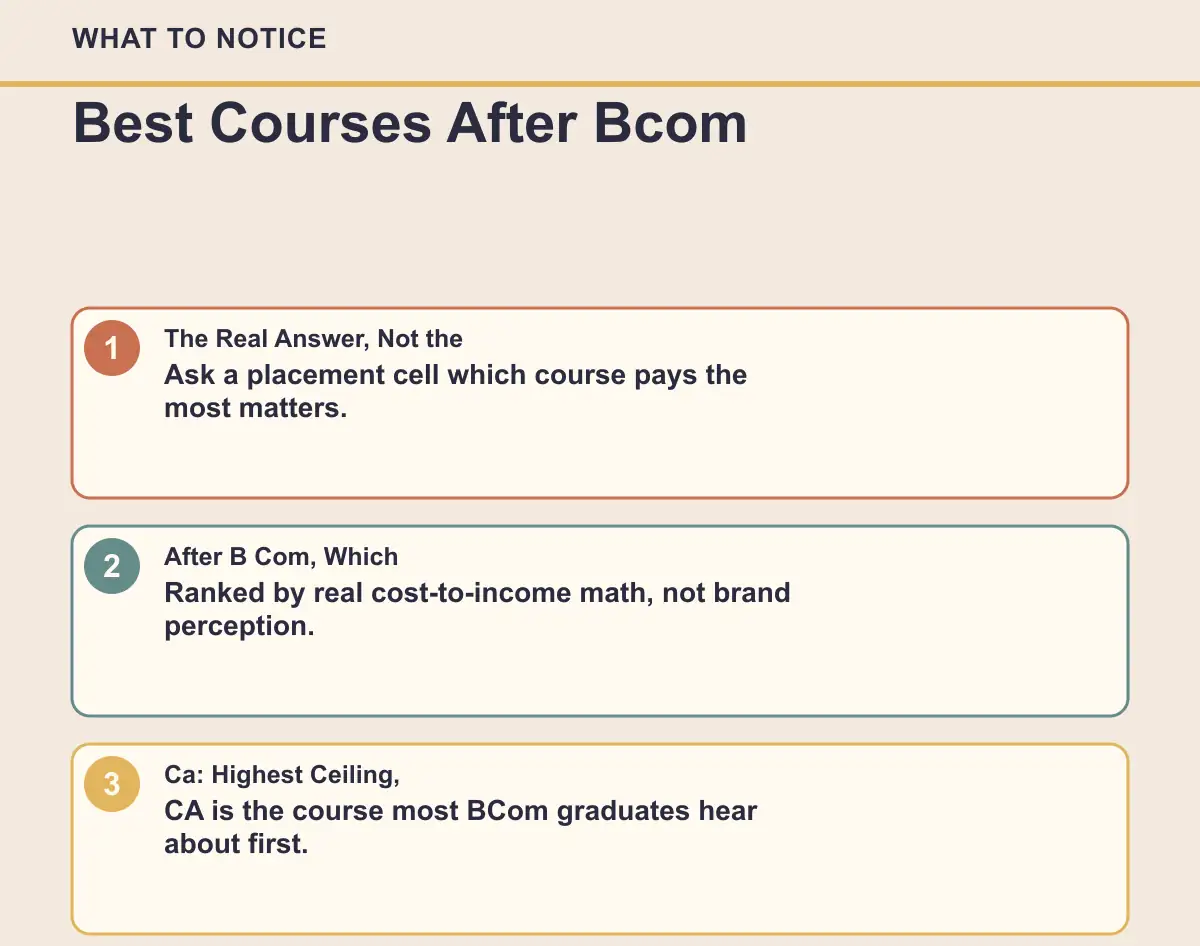 WHAT TO NOTICE
Best Courses After Bcom
1
The Real Answer, Not the
Ask a placement cell which course pays the
most matters.
2
After B Com, Which
Ranked by real cost-to-income math, not brand
perception.
3
Ca: Highest Ceiling,
CA is the course most BCom graduates hear
about first.